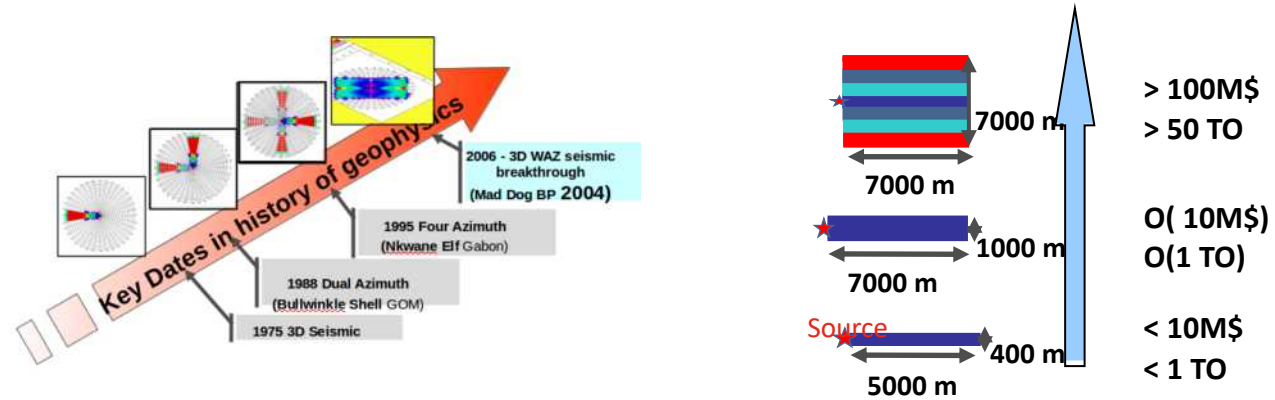 Key Dates in history of geophysics
2006 - 3D WAZ seismic
breakthrough
(Mad Dog BP 2004)
1995 Four Azimuth
(Nkwane Elf Gabon)
1988 Dual Azimuth
(Bullwinkle Shell GOM)
1975 3D Seismic
7000 m
7000 m
> 100M$
> 50 TO
1000 m
7000 m
O( 10M$)
O(1 TO)
Source
400 m
5000 m
< 10M$
< 1 TO